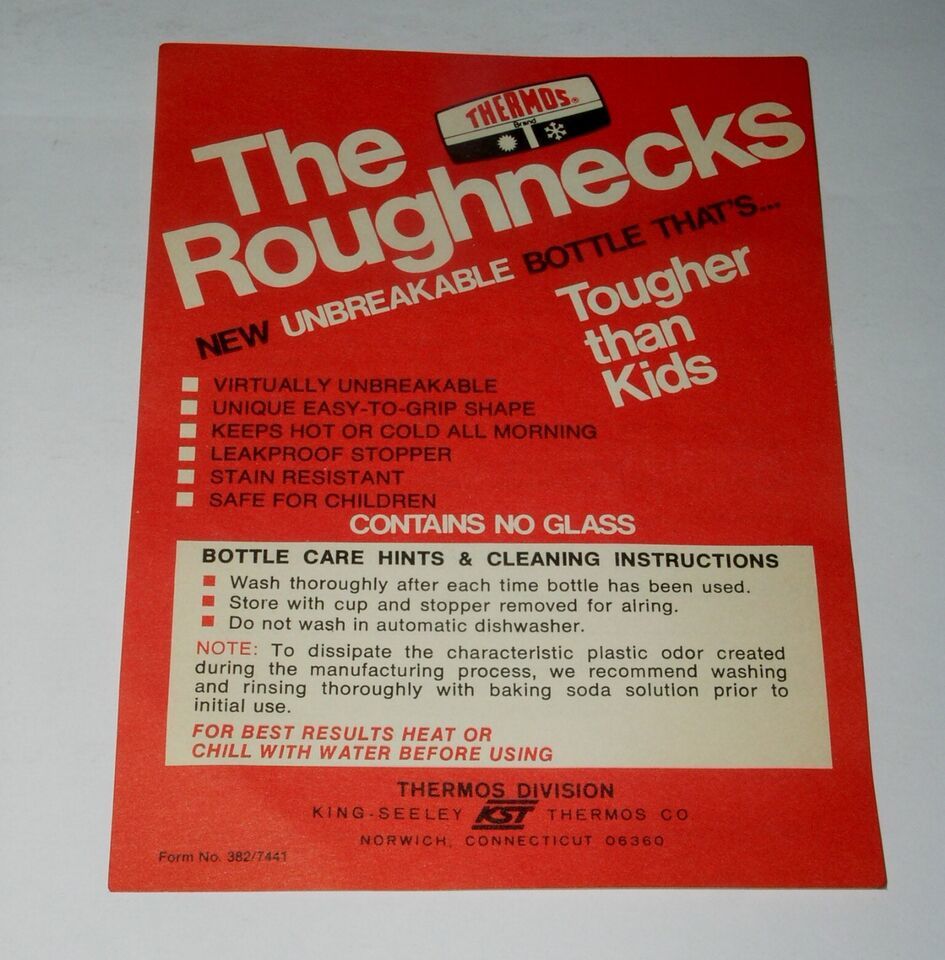 THERMOS®
Brand
The
Roughnecks
NEW UNBREAKABLE BOTTLE THAT'S...
Tougher
than
Kids
VIRTUALLY UNBREAKABLE
UNIQUE EASY-TO-GRIP SHAPE
KEEPS HOT OR COLD ALL MORNING
LEAKPROOF STOPPER
STAIN RESISTANT
SAFE FOR CHILDREN
CONTAINS NO GLASS
BOTTLE CARE HINTS & CLEANING INSTRUCTIONS
Wash thoroughly after each time bottle has been used.
Store with cup and stopper removed for airing.
Do not wash in automatic dishwasher.
NOTE: To dissipate the characteristic plastic odor created
during the manufacturing process, we recommend washing
and rinsing thoroughly with baking soda solution prior to
initial use.
FOR BEST RESULTS HEAT OR
CHILL WITH WATER BEFORE USING
THERMOS DIVISION
KING-SEELEY KST THERMOS CO.
NORWICH, CONNECTICUT 06360
Form No. 382/7441